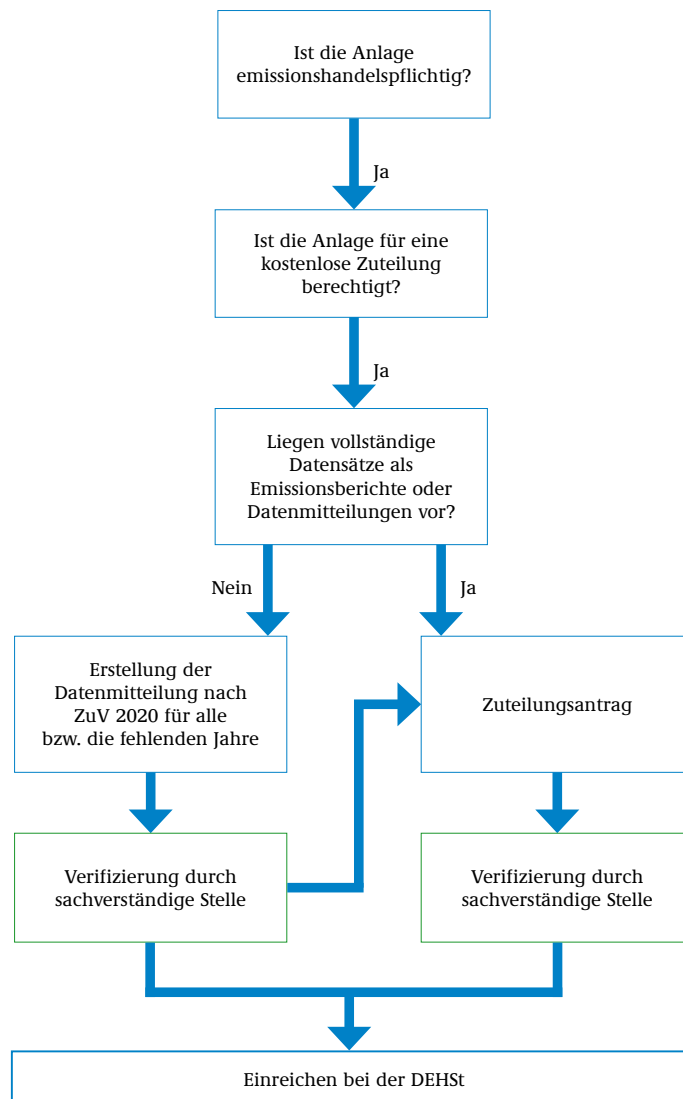 Ist die Anlage
emissionshandelspflichtig?
Ja
Ist die Anlage für eine
kostenlose Zuteilung
berechtigt?
Ja
Liegen vollständige
Datensätze als
Emissionsberichte oder
Datenmitteilungen vor?
Nein
Ja
Erstellung der
Datenmitteilung nach
ZuV 2020 für alle
bzw. die fehlenden Jahre
Zuteilungsantrag
Verifizierung durch
sachverständige Stelle
Verifizierung durch
sachverständige Stelle
Einreichen bei der DEHSt